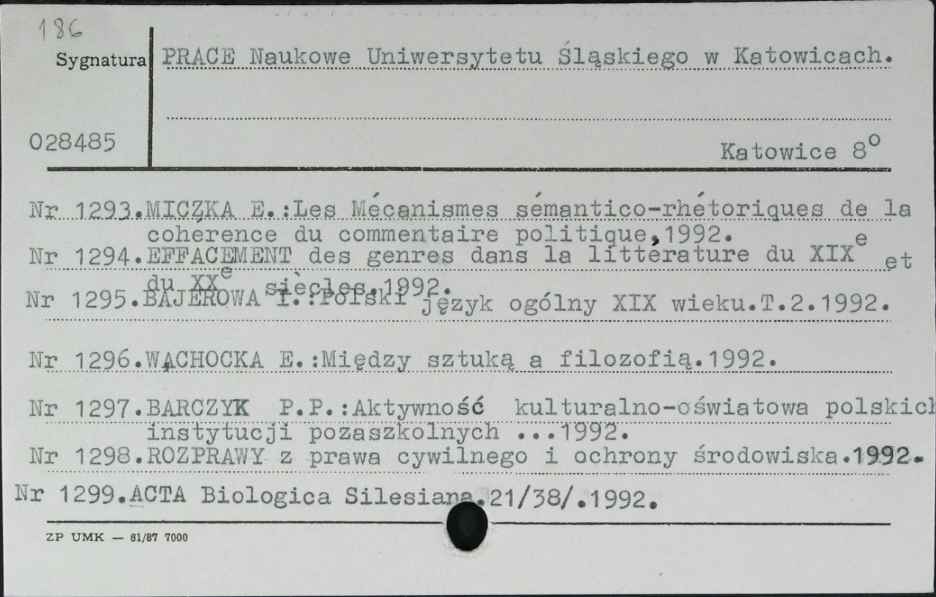 186
Sygnatura PRACE Naukowe Uniwersytetu Śląskiego w Katowicach.
028485
Katowice 8o
Nr 1293.MICZKA E.:Les Mécanismes sémantico-rhétoriques de la
coherence du commentaire politique,1992.
Nr 1294.EFFACEMENT des genres dans la littérature du XIXe et
du XXe siècles.1992.
Nr 1295.BAJEROWA I.:Polski język ogólny XIX wieku.T.2.1992.
Nr 1296.WĄCHOCKA E.:Między sztuką a filozofią.1992.
Nr 1297.BARCZYK P.P.:Aktywność kulturalno-oświatowa polskich
instytucji pozaszkolnych ...1992.
Nr 1298.ROZPRAWY z prawa cywilnego i ochrony środowiska.1992.
Nr 1299.ACTA Biologica Silesiana.21/38/.1992.
ZP UMK — 81/87 7000